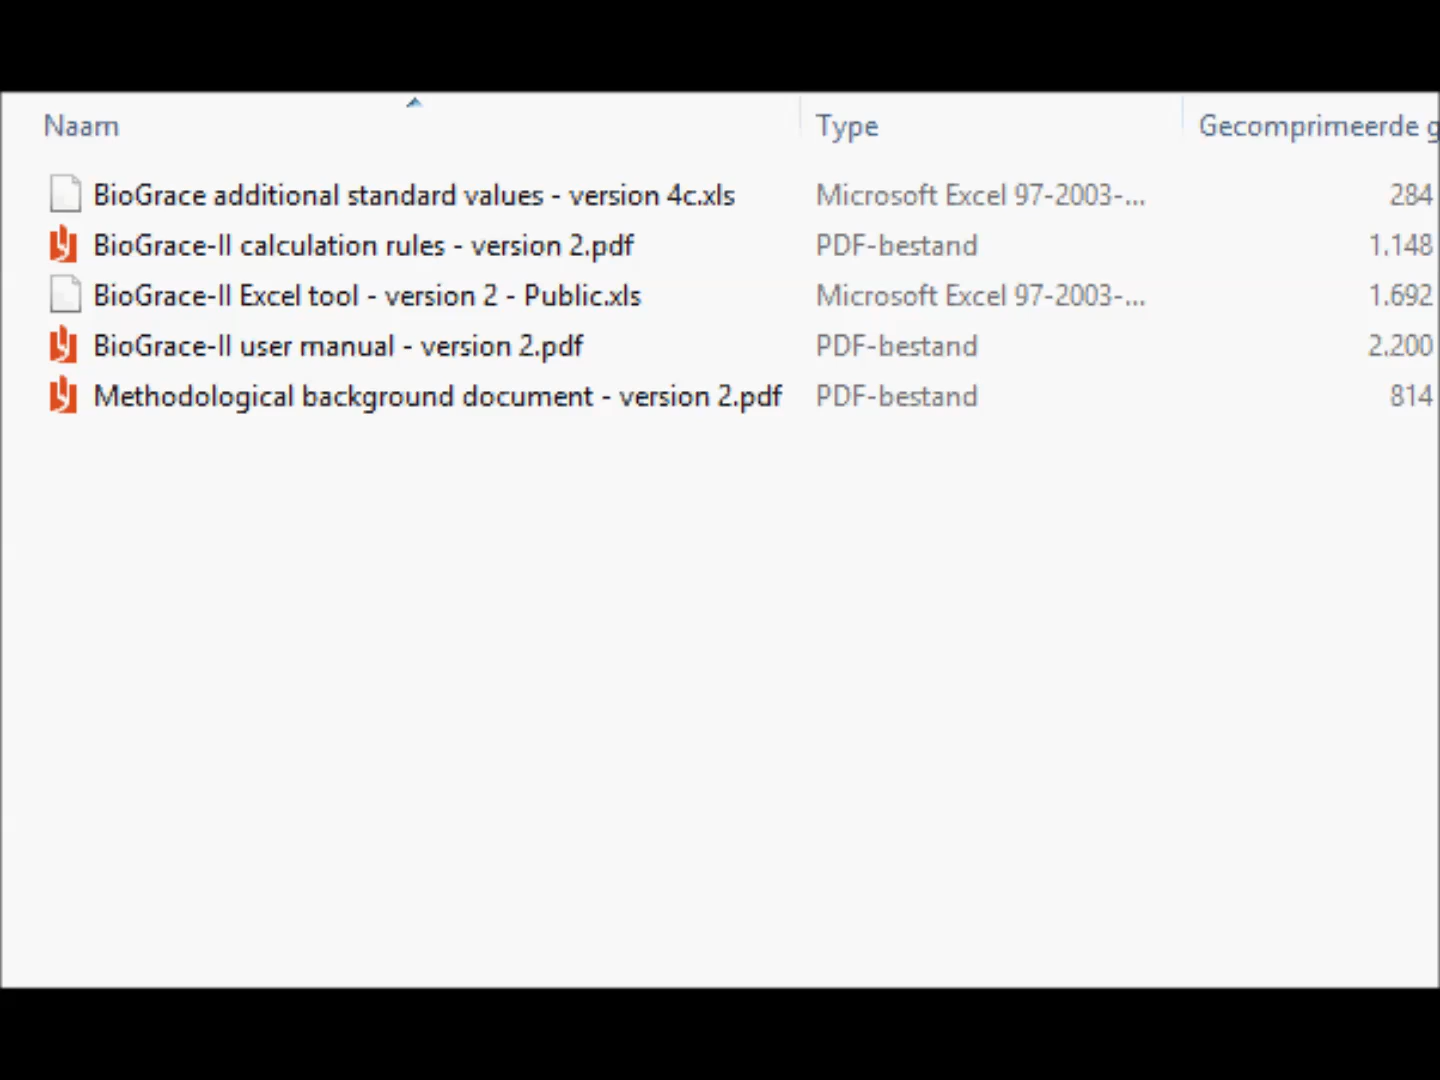 Naam Type Gecomprimeerde g
BioGrace additional standard values - version 4c.xls Microsoft Excel 97-2003-... 284
BioGrace-II calculation rules - version 2.pdf PDF-bestand 1.148
BioGrace-II Excel tool - version 2 - Public.xls Microsoft Excel 97-2003-... 1.692
BioGrace-II user manual - version 2.pdf PDF-bestand 2.200
Methodological background document - version 2.pdf PDF-bestand 814